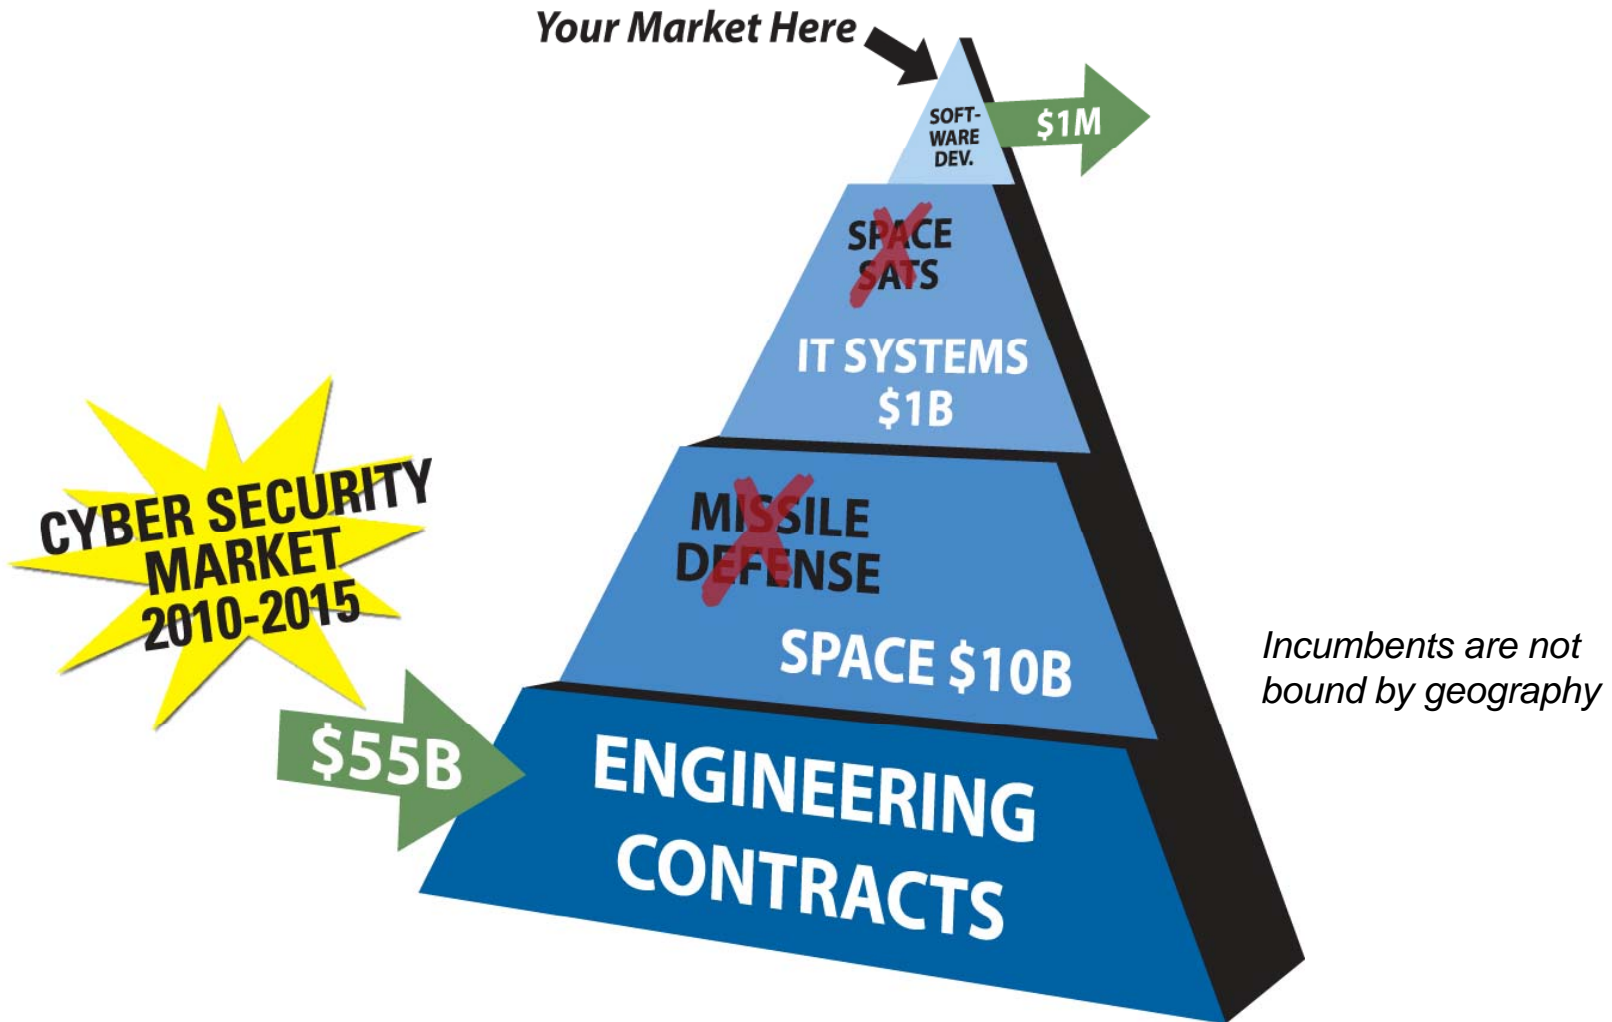 Your Market Here
SOFT-
WARE
DEV.
$1M
SPACE
SATS
IT SYSTEMS
$1B
CYBER SECURITY
MARKET
2010-2015
MISSILE
DEFENSE
SPACE $10B
Incumbents are not
bound by geography
$55B
ENGINEERING
CONTRACTS